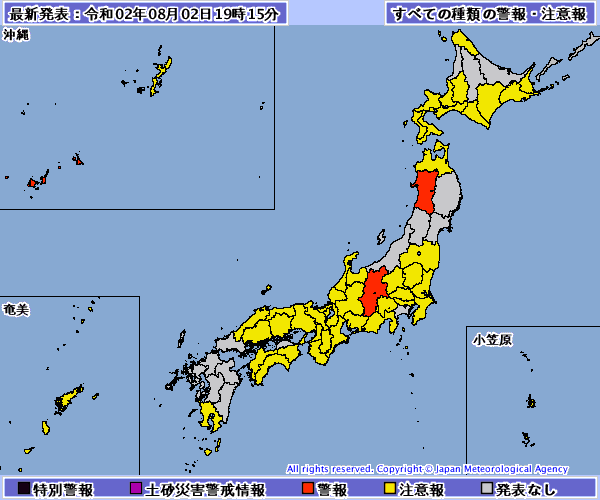 最新発表：令和02年08月02日19時15分
すべての種類の警報・注意報
沖縄
奄美
小笠原
All rights reserved. Copyright © Japan Meteorological Agency
特別警報
土砂災害警戒情報
警報
注意報
発表なし